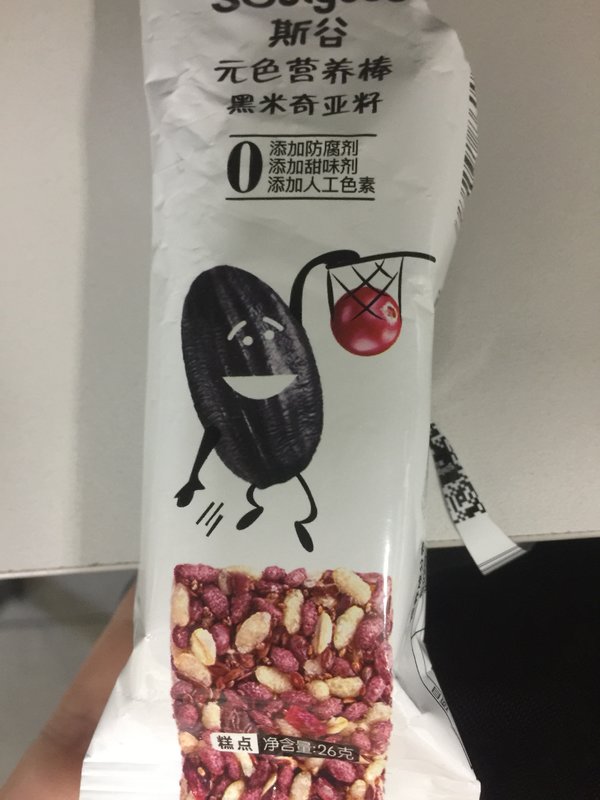 斯谷
元色营养棒
黑米奇亚籽
0 添加防腐剂
添加甜味剂
添加人工色素
糕点 净含量:26克